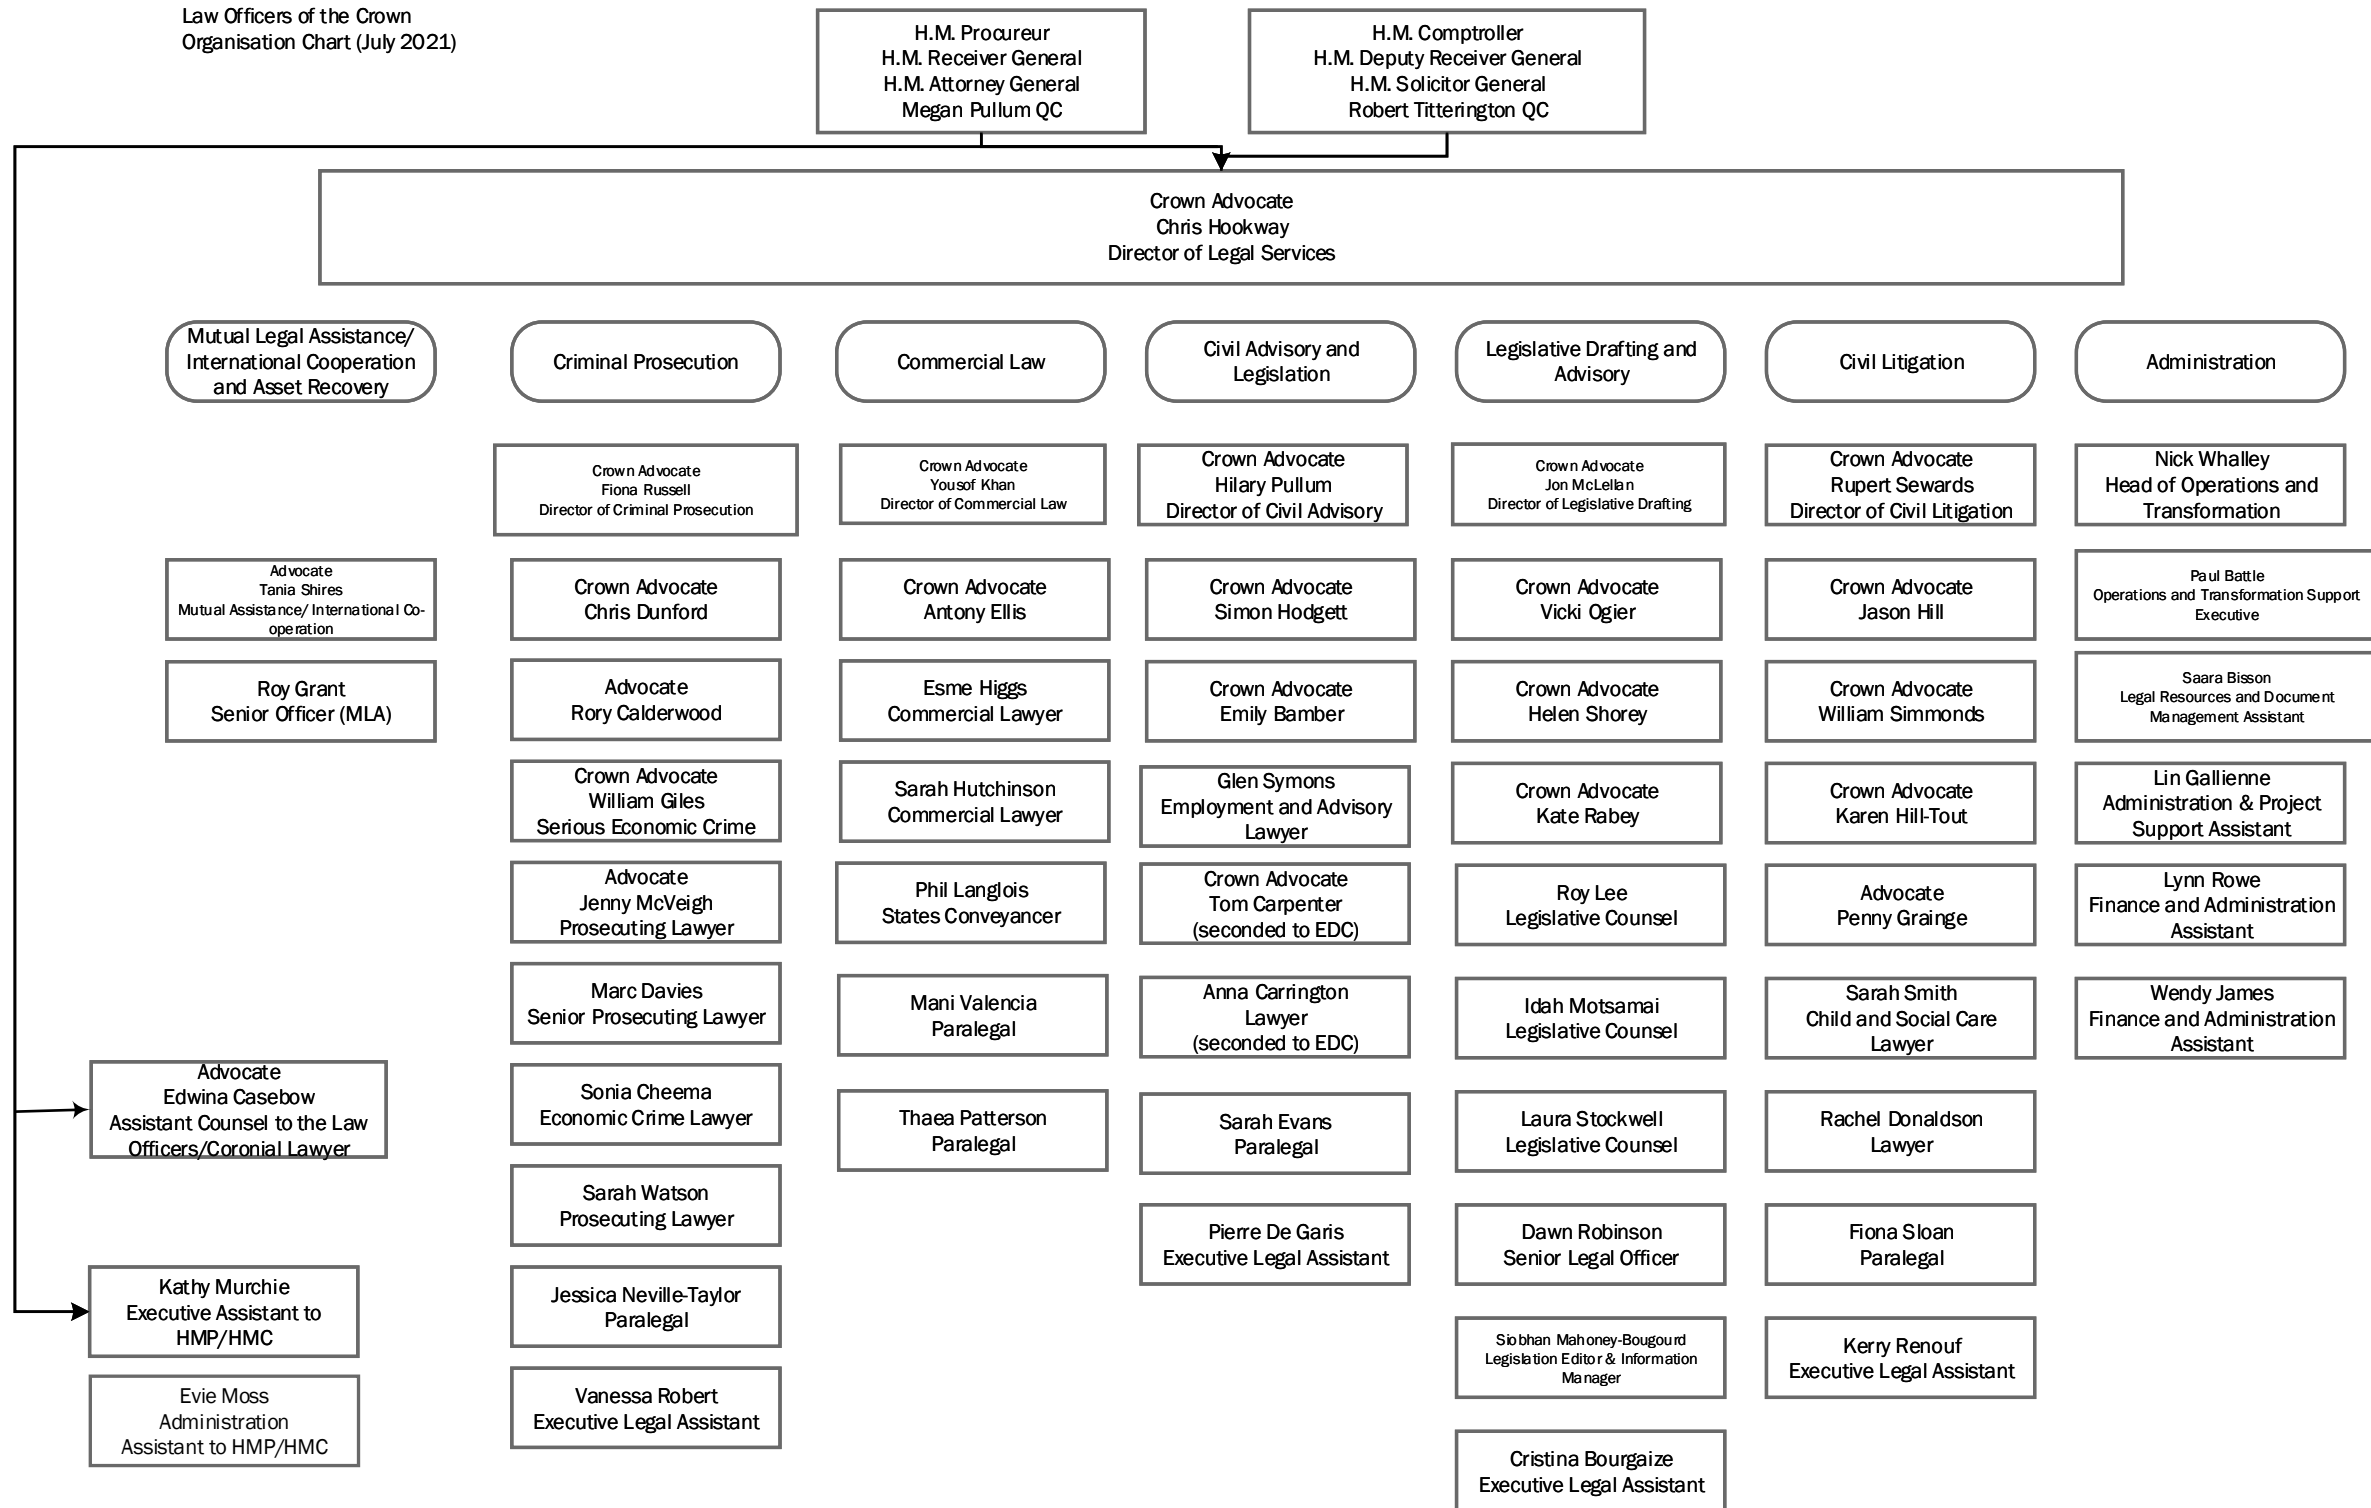 Law Officers of the Crown
Organisation Chart (July 2021)
H.M. Procureur
H.M. Receiver General
H.M. Attorney General
Megan Pullum QC
H.M. Comptroller
H.M. Deputy Receiver General
H.M. Solicitor General
Robert Titterington QC
Crown Advocate
Chris Hookway
Director of Legal Services
Mutual Legal Assistance/
International Cooperation
and Asset Recovery
Advocate
Tania Shires
Mutual Assistance/ International Co-
operation
Roy Grant
Senior Officer (MLA)
Advocate
Edwina Casebow
Assistant Counsel to the Law
Officers/Coronial Lawyer
Kathy Murchie
Executive Assistant to
HMP/HMC
Evie Moss
Administration
Assistant to HMP/HMC
Criminal Prosecution
Crown Advocate
Fiona Russell
Director of Criminal Prosecution
Crown Advocate
Chris Dunford
Advocate
Rory Calderwood
Crown Advocate
William Giles
Serious Economic Crime
Advocate
Jenny McVeigh
Prosecuting Lawyer
Marc Davies
Senior Prosecuting Lawyer
Sonia Cheema
Economic Crime Lawyer
Sarah Watson
Prosecuting Lawyer
Jessica Neville-Taylor
Paralegal
Vanessa Robert
Executive Legal Assistant
Commercial Law
Crown Advocate
Yousof Khan
Director of Commercial Law
Crown Advocate
Antony Ellis
Esme Higgs
Commercial Lawyer
Sarah Hutchinson
Commercial Lawyer
Phil Langlois
States Conveyancer
Mani Valencia
Paralegal
Thaea Patterson
Paralegal
Civil Advisory and
Legislation
Crown Advocate
Hilary Pullum
Director of Civil Advisory
Crown Advocate
Simon Hodgett
Crown Advocate
Emily Bamber
Glen Symons
Employment and Advisory
Lawyer
Crown Advocate
Tom Carpenter
(seconded to EDC)
Anna Carrington
Lawyer
(seconded to EDC)
Sarah Evans
Paralegal
Pierre De Garis
Executive Legal Assistant
Legislative Drafting and
Advisory
Crown Advocate
Jon McLellan
Director of Legislative Drafting
Crown Advocate
Vicki Ogier
Crown Advocate
Helen Shorey
Crown Advocate
Kate Rabey
Roy Lee
Legislative Counsel
Idah Motsamai
Legislative Counsel
Laura Stockwell
Legislative Counsel
Dawn Robinson
Senior Legal Officer
Siobhan Mahoney-Bougourd
Legislation Editor & Information
Manager
Cristina Bourgaize
Executive Legal Assistant
Civil Litigation
Crown Advocate
Rupert Sewards
Director of Civil Litigation
Crown Advocate
Jason Hill
Crown Advocate
William Simmonds
Crown Advocate
Karen Hill-Tout
Advocate
Penny Grainge
Sarah Smith
Child and Social Care
Lawyer
Rachel Donaldson
Lawyer
Fiona Sloan
Paralegal
Kerry Renouf
Executive Legal Assistant
Administration
Nick Whalley
Head of Operations and
Transformation
Paul Battle
Operations and Transformation Support
Executive
Saara Bisson
Legal Resources and Document
Management Assistant
Lin Gallienne
Administration & Project
Support Assistant
Lynn Rowe
Finance and Administration
Assistant
Wendy James
Finance and Administration
Assistant